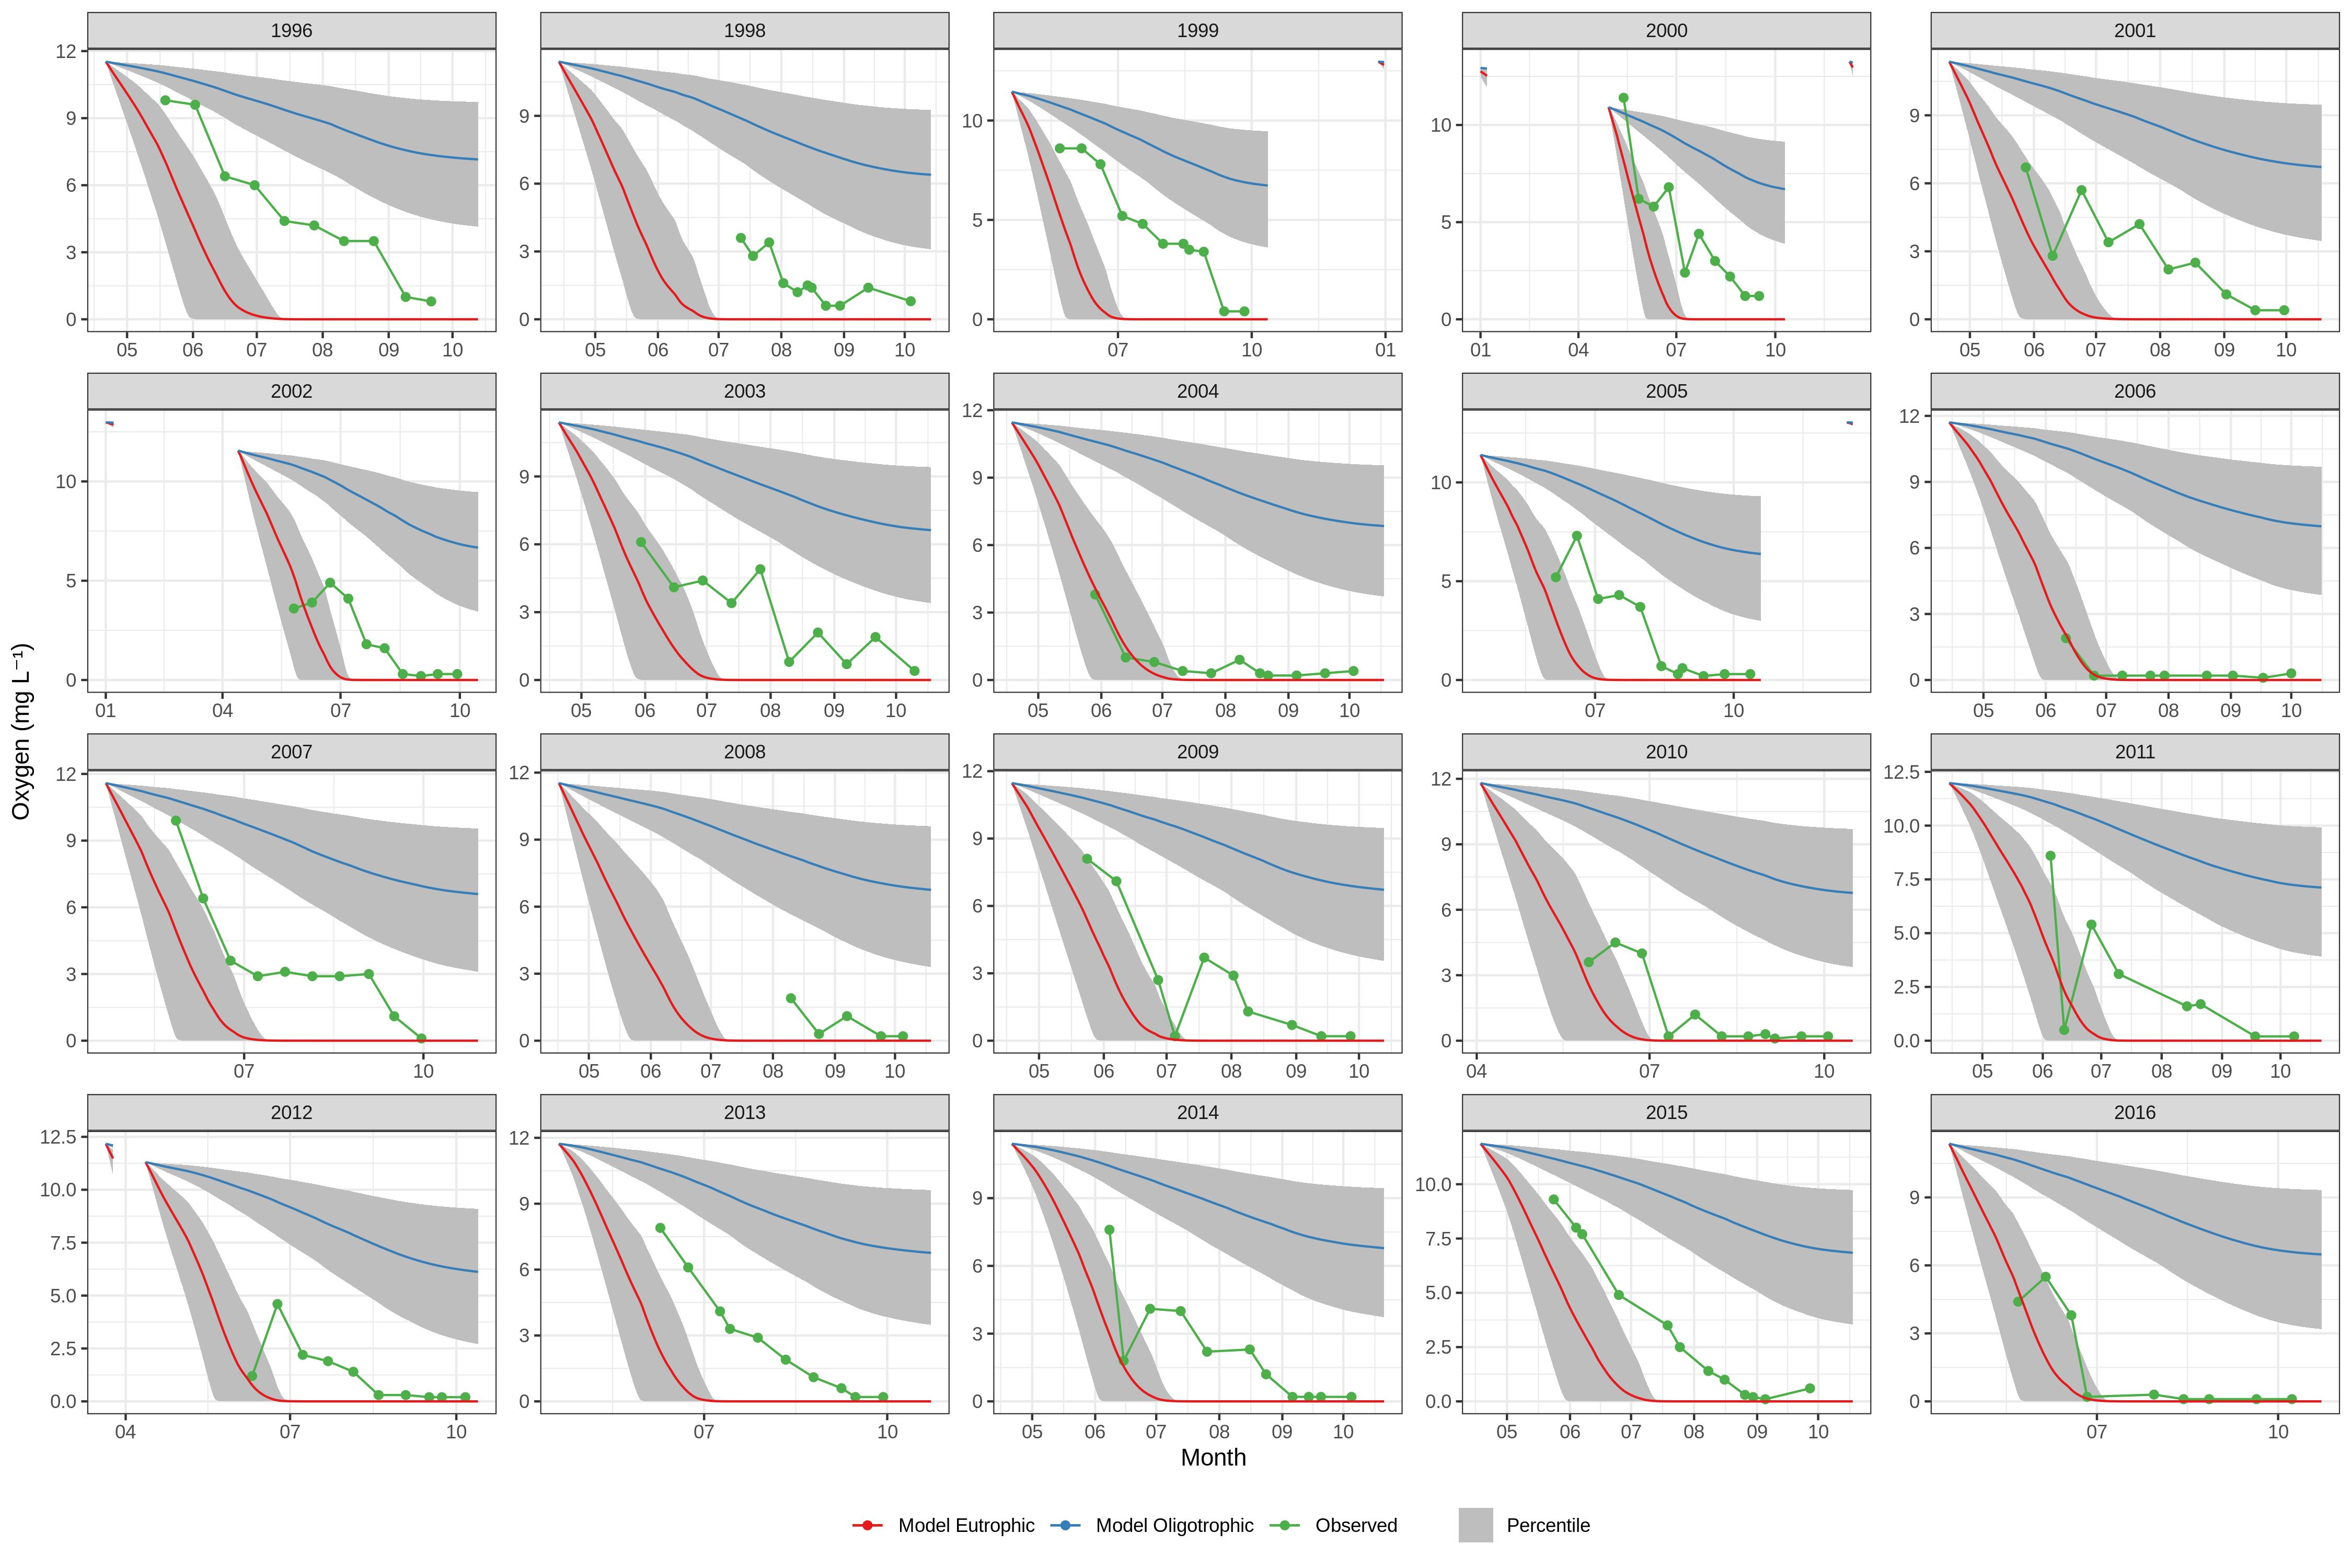 1996 1998 1999 2000 2001
12 9 6 3 0
9 6 3 0
10 5 0
10 5 0
9 6 3 0
05 06 07 08 09 10
05 06 07 08 09 10
07 10 01
01 04 07 10
05 06 07 08 09 10
2002 2003 2004 2005 2006
10 5 0
9 6 3 0
12 9 6 3 0
10 5 0
12 9 6 3 0
01 04 07 10
05 06 07 08 09 10
05 06 07 08 09 10
07 10
05 06 07 08 09 10
Oxygen (mg L⁻¹)
2007 2008 2009 2010 2011
12 9 6 3 0
12 9 6 3 0
12 9 6 3 0
12 9 6 3 0
12.5 10.0 7.5 5.0 2.5 0.0
07 10
05 06 07 08 09 10
05 06 07 08 09 10
04 07 10
05 06 07 08 09 10
2012 2013 2014 2015 2016
12.5 10.0 7.5 5.0 2.5 0.0
12 9 6 3 0
9 6 3 0
10.0 7.5 5.0 2.5 0.0
9 6 3 0
04 07 10
07 10
05 06 07 08 09 10
05 06 07 08 09 10
07 10
Month
Model Eutrophic Model Oligotrophic Observed Percentile